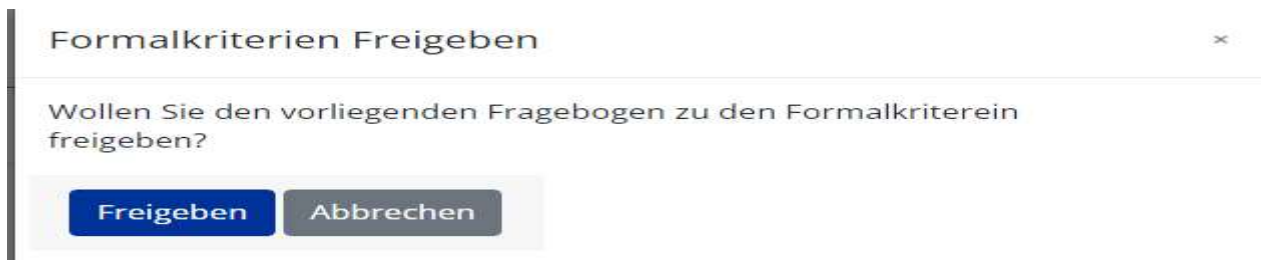 Formalkriterien Freigeben ×
Wollen Sie den vorliegenden Fragebogen zu den Formalkriterein
freigeben?
Freigeben Abbrechen